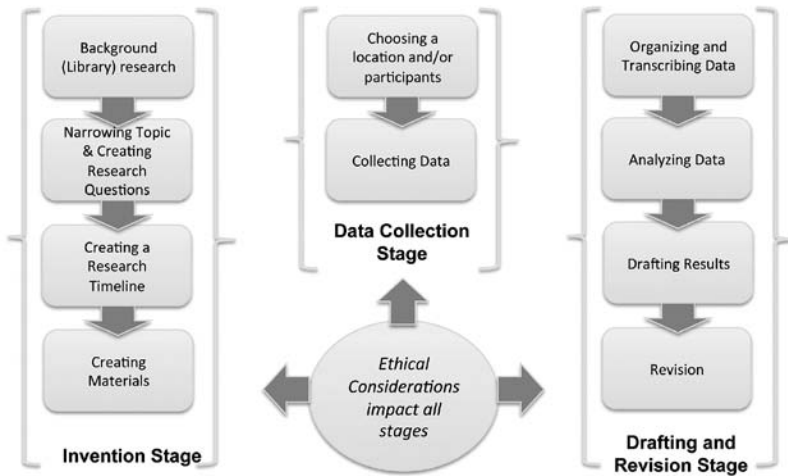 Background
(Library) research
Narrowing Topic
& Creating
Research
Questions
Creating a
Research
Timeline
Creating
Materials
Invention Stage
Choosing a
location and/or
participants
Collecting Data
Data Collection
Stage
Ethical
Considerations
impact all
stages
Organizing and
Transcribing Data
Analyzing Data
Drafting Results
Revision
Drafting and
Revision Stage